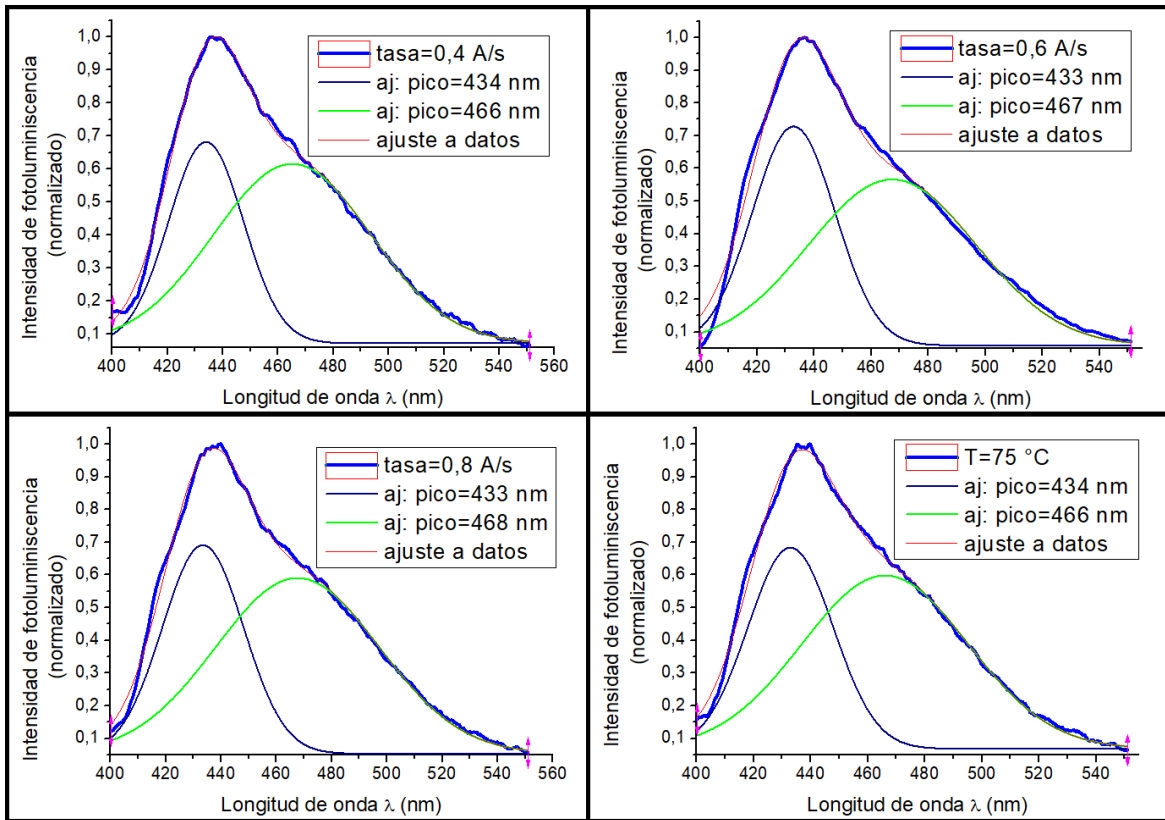 Intensidad de fotoluminiscencia
(normalizado)
1,0
0,9
0,8
0,7
0,6
0,5
0,4
0,3
0,2
0,1
tasa=0,4 A/s
aj: pico=434 nm
aj: pico=466 nm
ajuste a datos
400 420 440 460 480 500 520 540 560
Longitud de onda λ (nm)
Intensidad de fotoluminiscencia
(normalizado)
1,0
0,9
0,8
0,7
0,6
0,5
0,4
0,3
0,2
0,1
tasa=0,6 A/s
aj: pico=433 nm
aj: pico=467 nm
ajuste a datos
400 420 440 460 480 500 520 540
Longitud de onda λ (nm)
Intensidad de fotoluminiscencia
(normalizado)
1,0
0,9
0,8
0,7
0,6
0,5
0,4
0,3
0,2
0,1
tasa=0,8 A/s
aj: pico=433 nm
aj: pico=468 nm
ajuste a datos
400 420 440 460 480 500 520 540 560
Longitud de onda λ (nm)
Intensidad de fotoluminiscencia
(normalizado)
1,0
0,9
0,8
0,7
0,6
0,5
0,4
0,3
0,2
0,1
T=75 °C
aj: pico=434 nm
aj: pico=466 nm
ajuste a datos
400 420 440 460 480 500 520 540
Longitud de onda λ (nm)